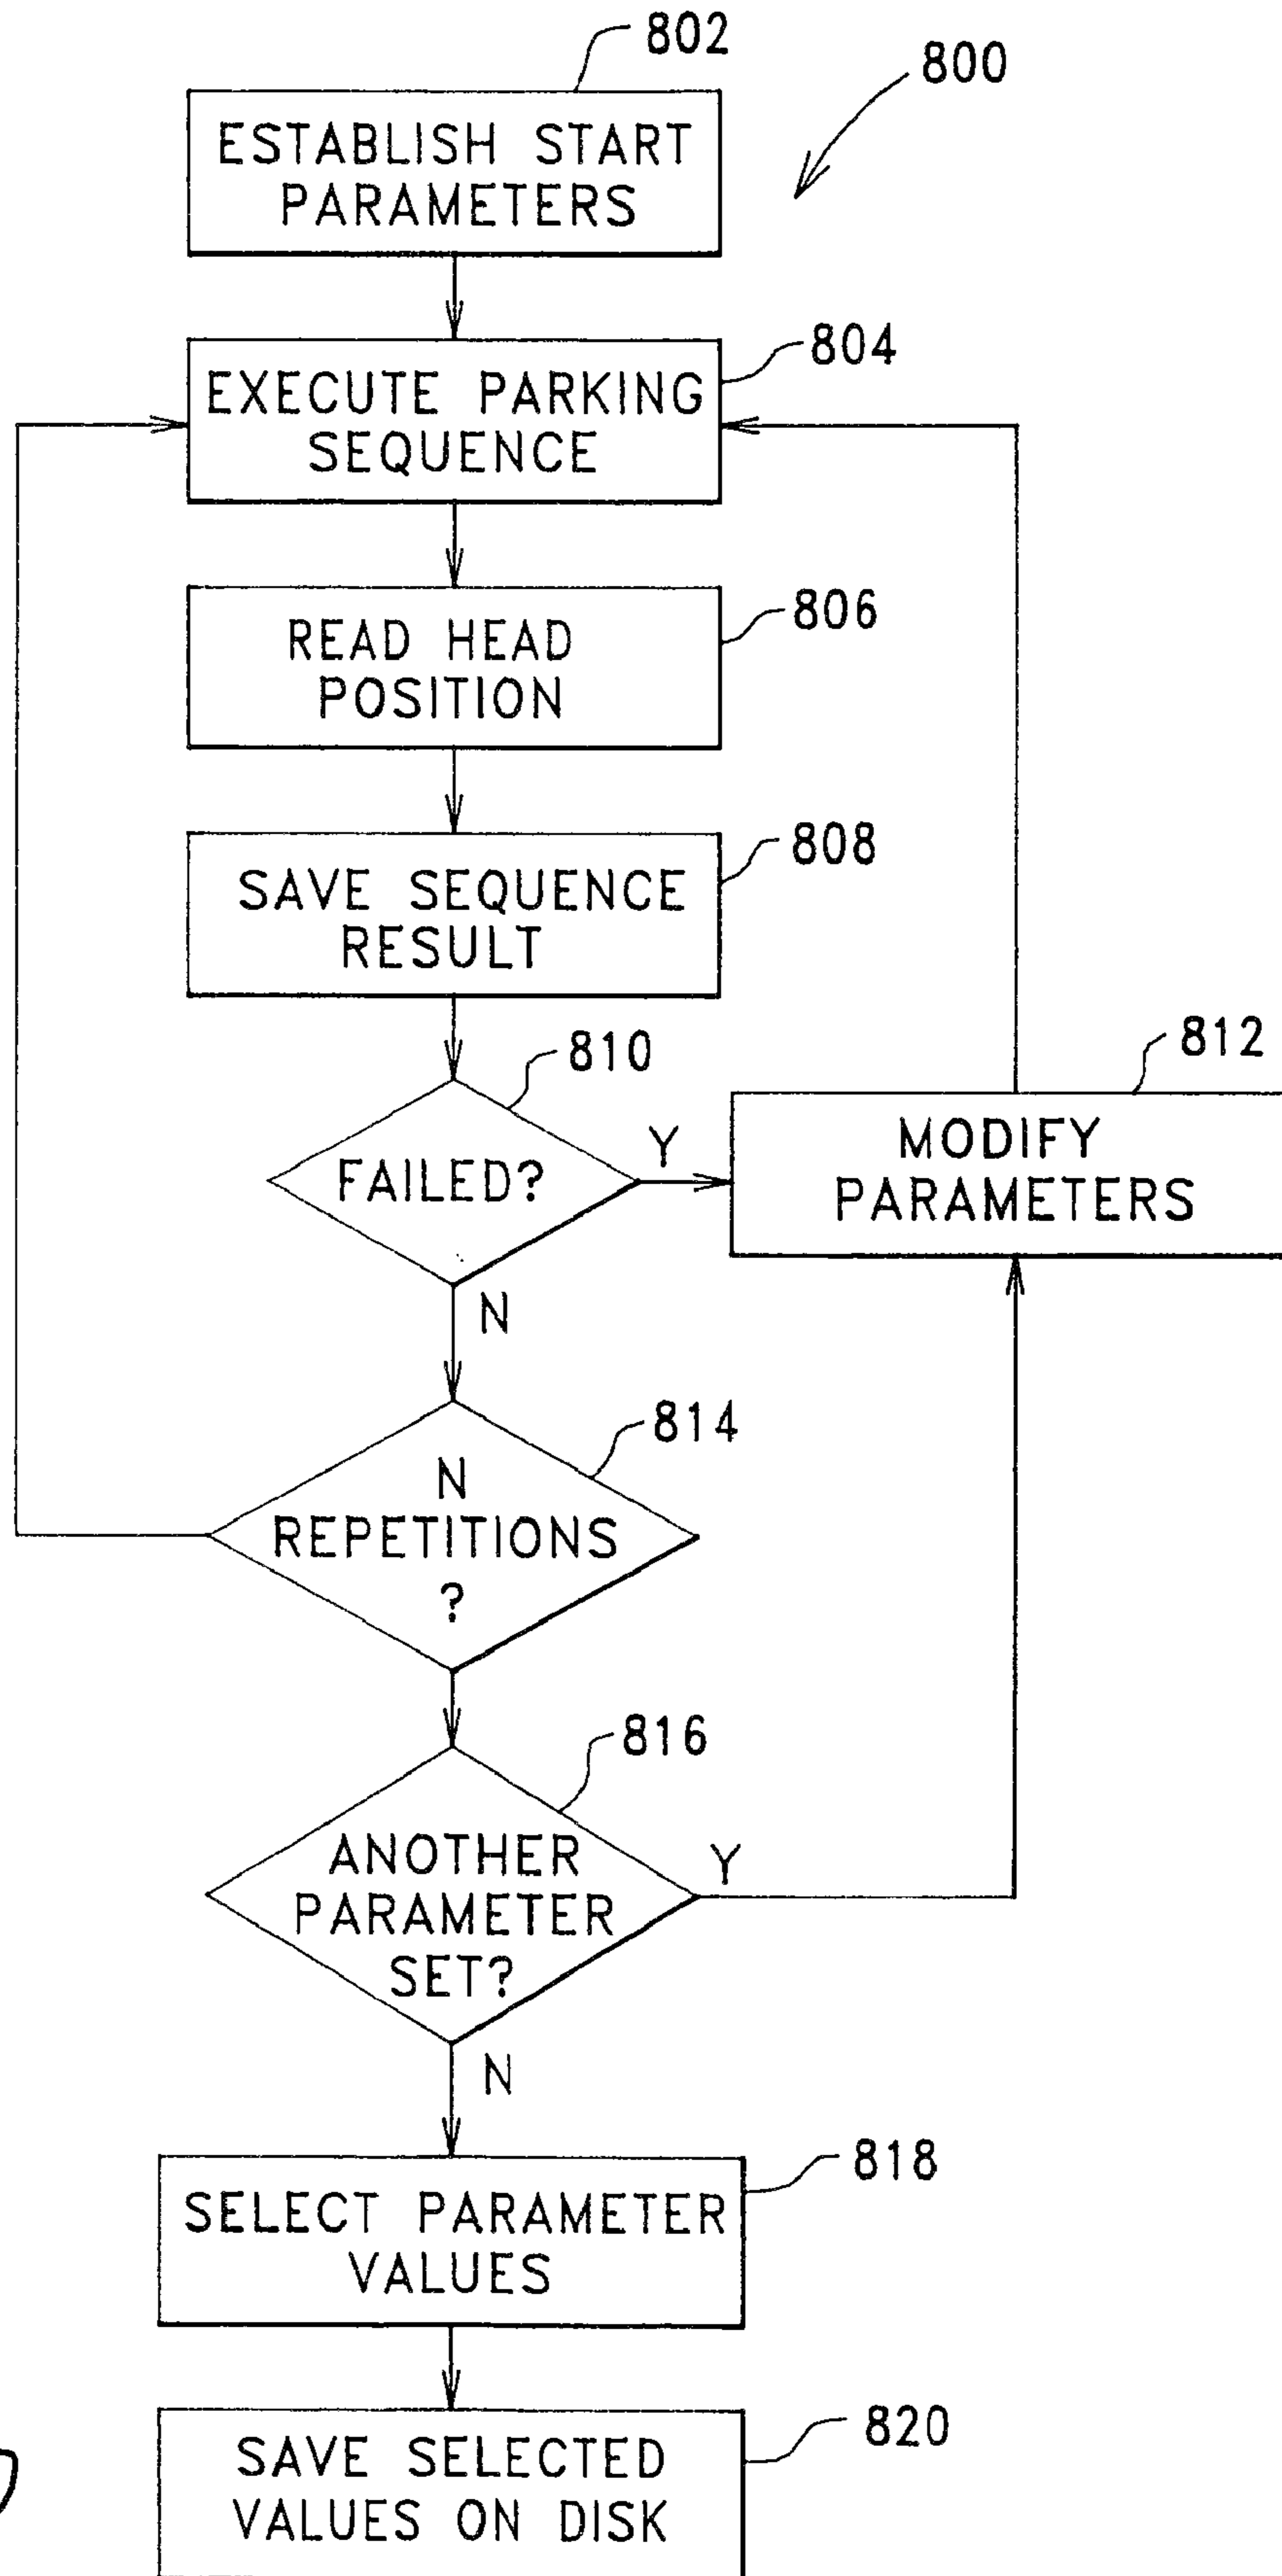 802
800
ESTABLISH START
PARAMETERS
804
EXECUTE PARKING
SEQUENCE
806
READ HEAD
POSITION
808
SAVE SEQUENCE
RESULT
810
812
FAILED?
Y
MODIFY
PARAMETERS
N
814
N
REPETITIONS
?
816
ANOTHER
PARAMETER
SET?
Y
N
818
SELECT PARAMETER
VALUES
820
SAVE SELECTED
VALUES ON DISK